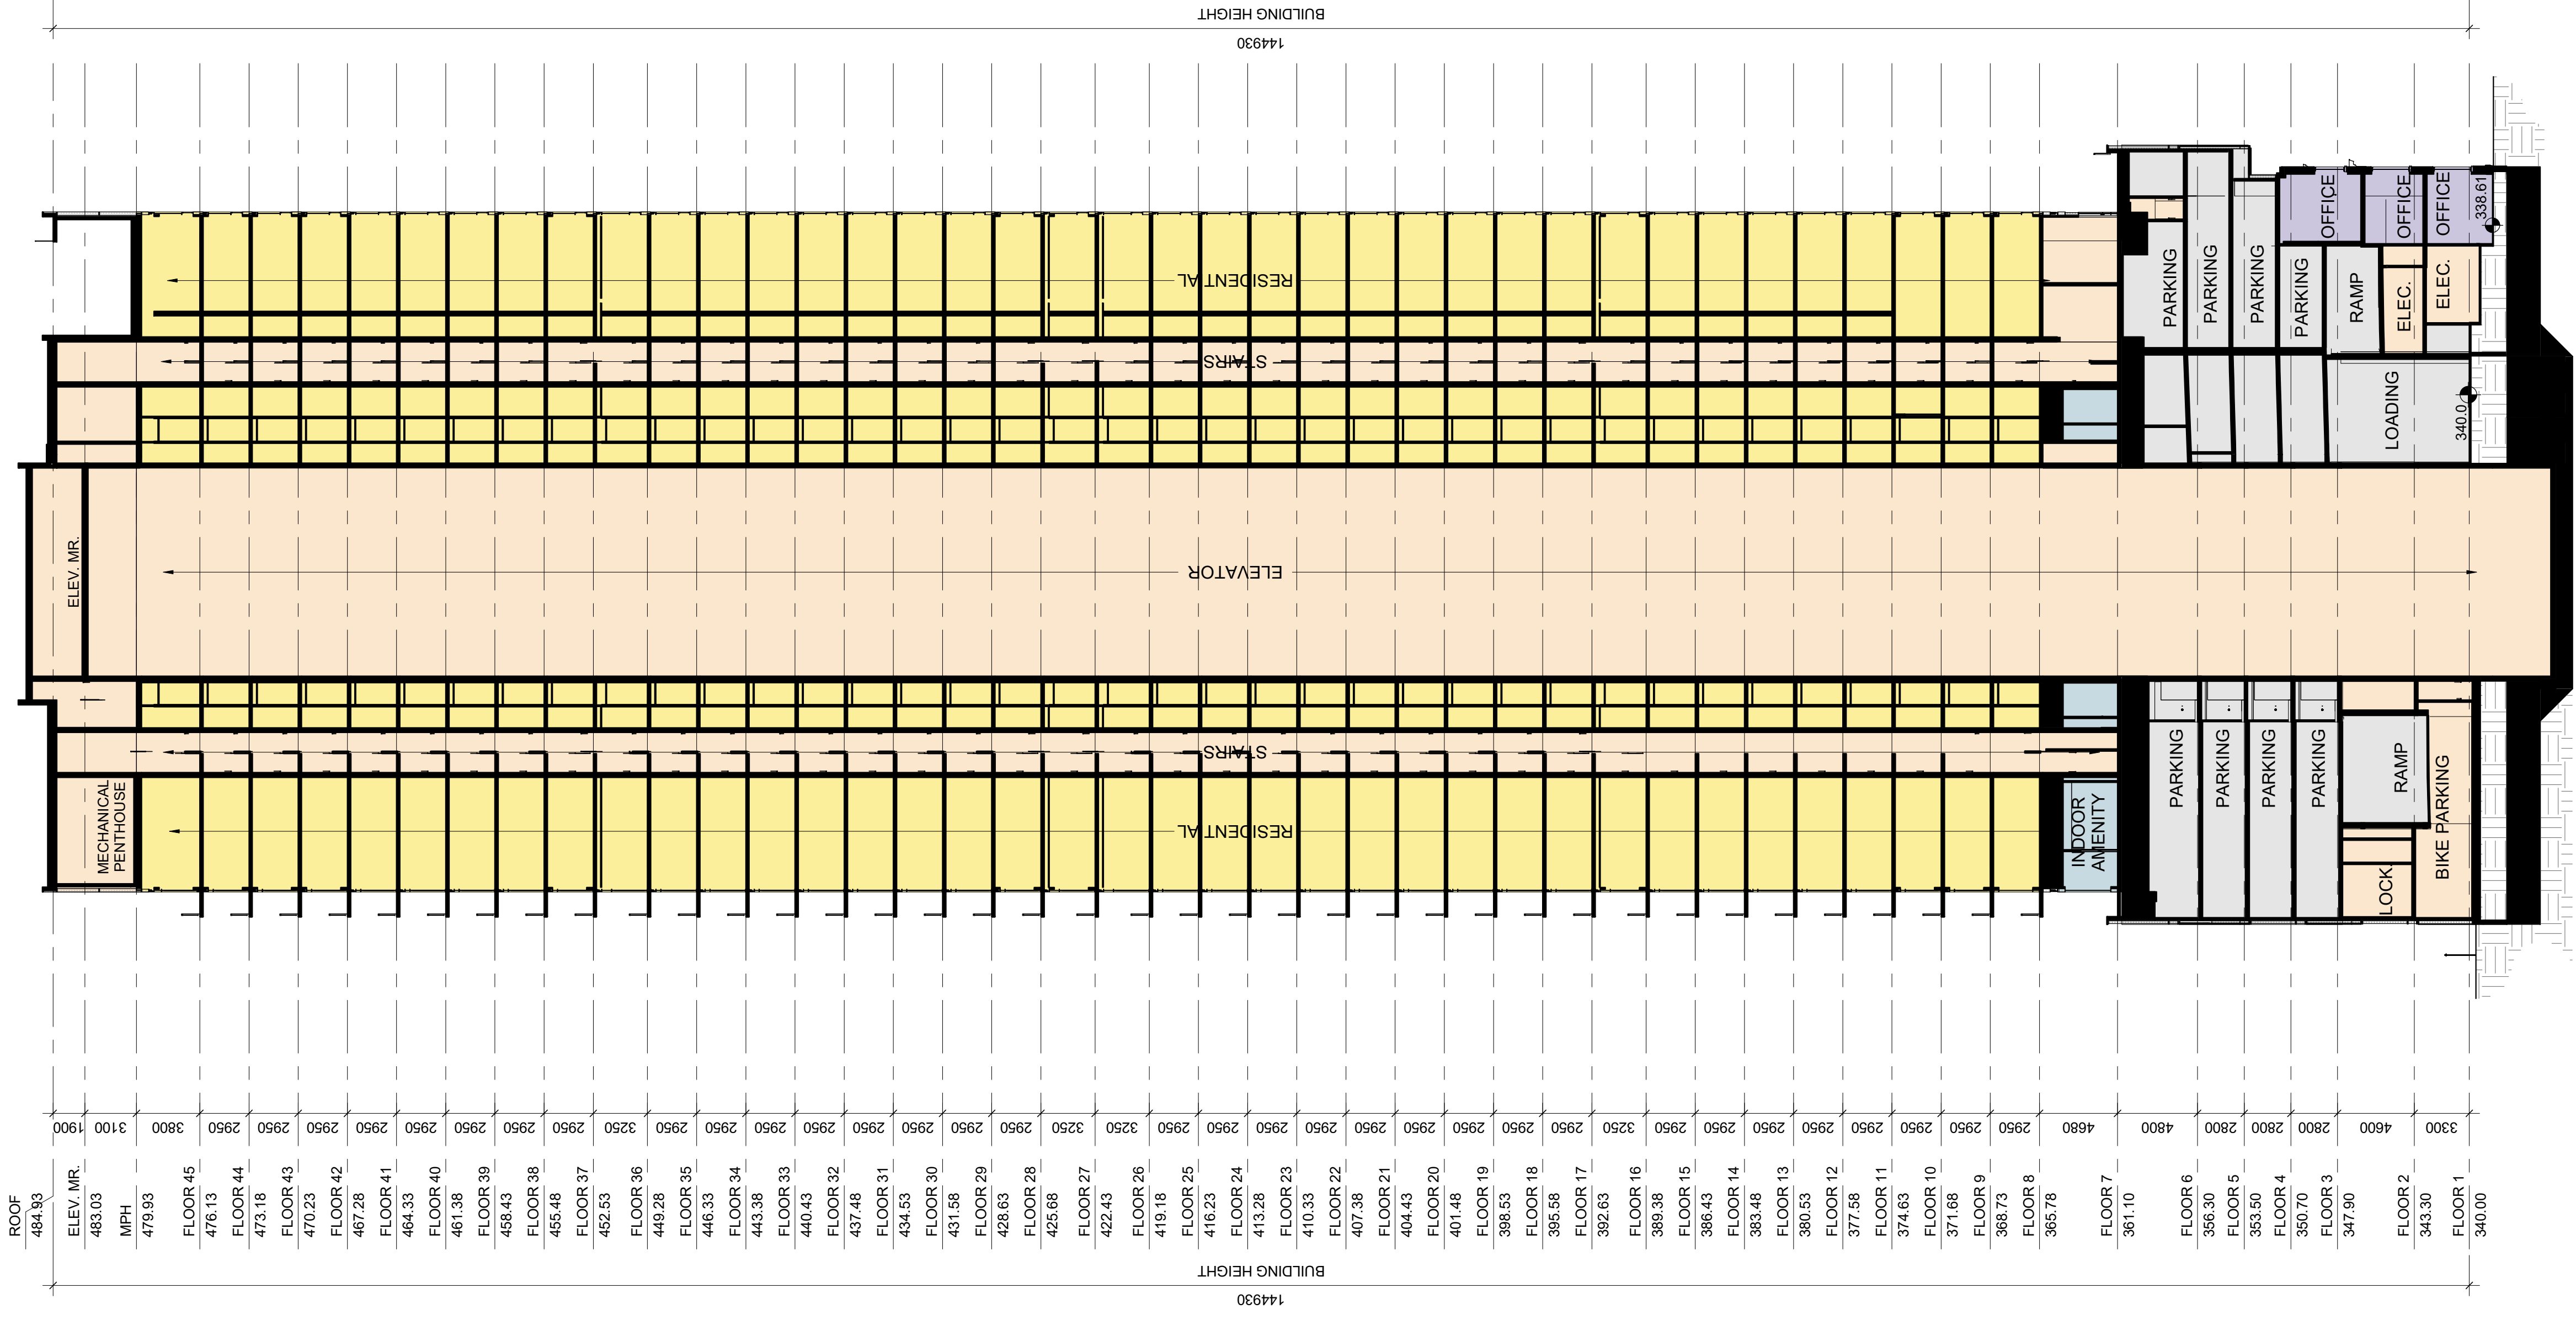 BUILDING HEIGHT
144930
RESIDENTIAL
STAIRS
ELEV. MR.
ELEVATOR
STAIRS
MECHANICAL
PENTHOUSE
RESIDENTIAL
INDOOR
AMENITY
PARKING
PARKING
PARKING
PARKING
RAMP
OFFICE
OFFICE
OFFICE
338.61
ELEC.
ELEC.
LOADING
340.0
PARKING
PARKING
PARKING
PARKING
RAMP
LOCK.
BIKE PARKING
1900
3100
3800
2950
2950
2950
2950
2950
2950
2950
2950
3250
2950
2950
2950
2950
2950
2950
2950
2950
3250
3250
2950
2950
2950
2950
2950
2950
2950
2950
2950
3250
2950
2950
2950
2950
2950
2950
2950
2950
4680
4800
2800
2800
2800
4600
3300
ROOF
484.93
ELEV. MR.
483.03
MPH
479.93
FLOOR 45
476.13
FLOOR 44
473.18
FLOOR 43
470.23
FLOOR 42
467.28
FLOOR 41
464.33
FLOOR 40
461.38
FLOOR 39
458.43
FLOOR 38
455.48
FLOOR 37
452.53
FLOOR 36
449.28
FLOOR 35
446.33
FLOOR 34
443.38
FLOOR 33
440.43
FLOOR 32
437.48
FLOOR 31
434.53
FLOOR 30
431.58
FLOOR 29
428.63
FLOOR 28
425.68
FLOOR 27
422.43
FLOOR 26
419.18
FLOOR 25
416.23
FLOOR 24
413.28
FLOOR 23
410.33
FLOOR 22
407.38
FLOOR 21
404.43
FLOOR 20
401.48
FLOOR 19
398.53
FLOOR 18
395.58
FLOOR 17
392.63
FLOOR 16
389.38
FLOOR 15
386.43
FLOOR 14
383.48
FLOOR 13
380.53
FLOOR 12
377.58
FLOOR 11
374.63
FLOOR 10
371.68
FLOOR 9
368.73
FLOOR 8
365.78
FLOOR 7
361.10
FLOOR 6
356.30
FLOOR 5
353.50
FLOOR 4
350.70
FLOOR 3
347.90
FLOOR 2
343.30
FLOOR 1
340.00
BUILDING HEIGHT
144930